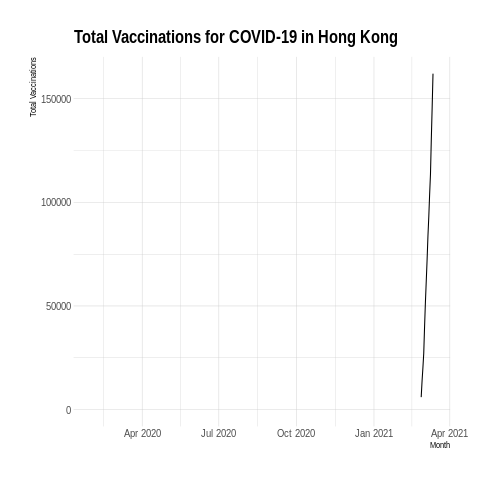 Total Vaccinations for COVID-19 in Hong Kong
Total Vaccinations
150000
100000
50000
0
Apr 2020 Jul 2020 Oct 2020 Jan 2021 Apr 2021
Month